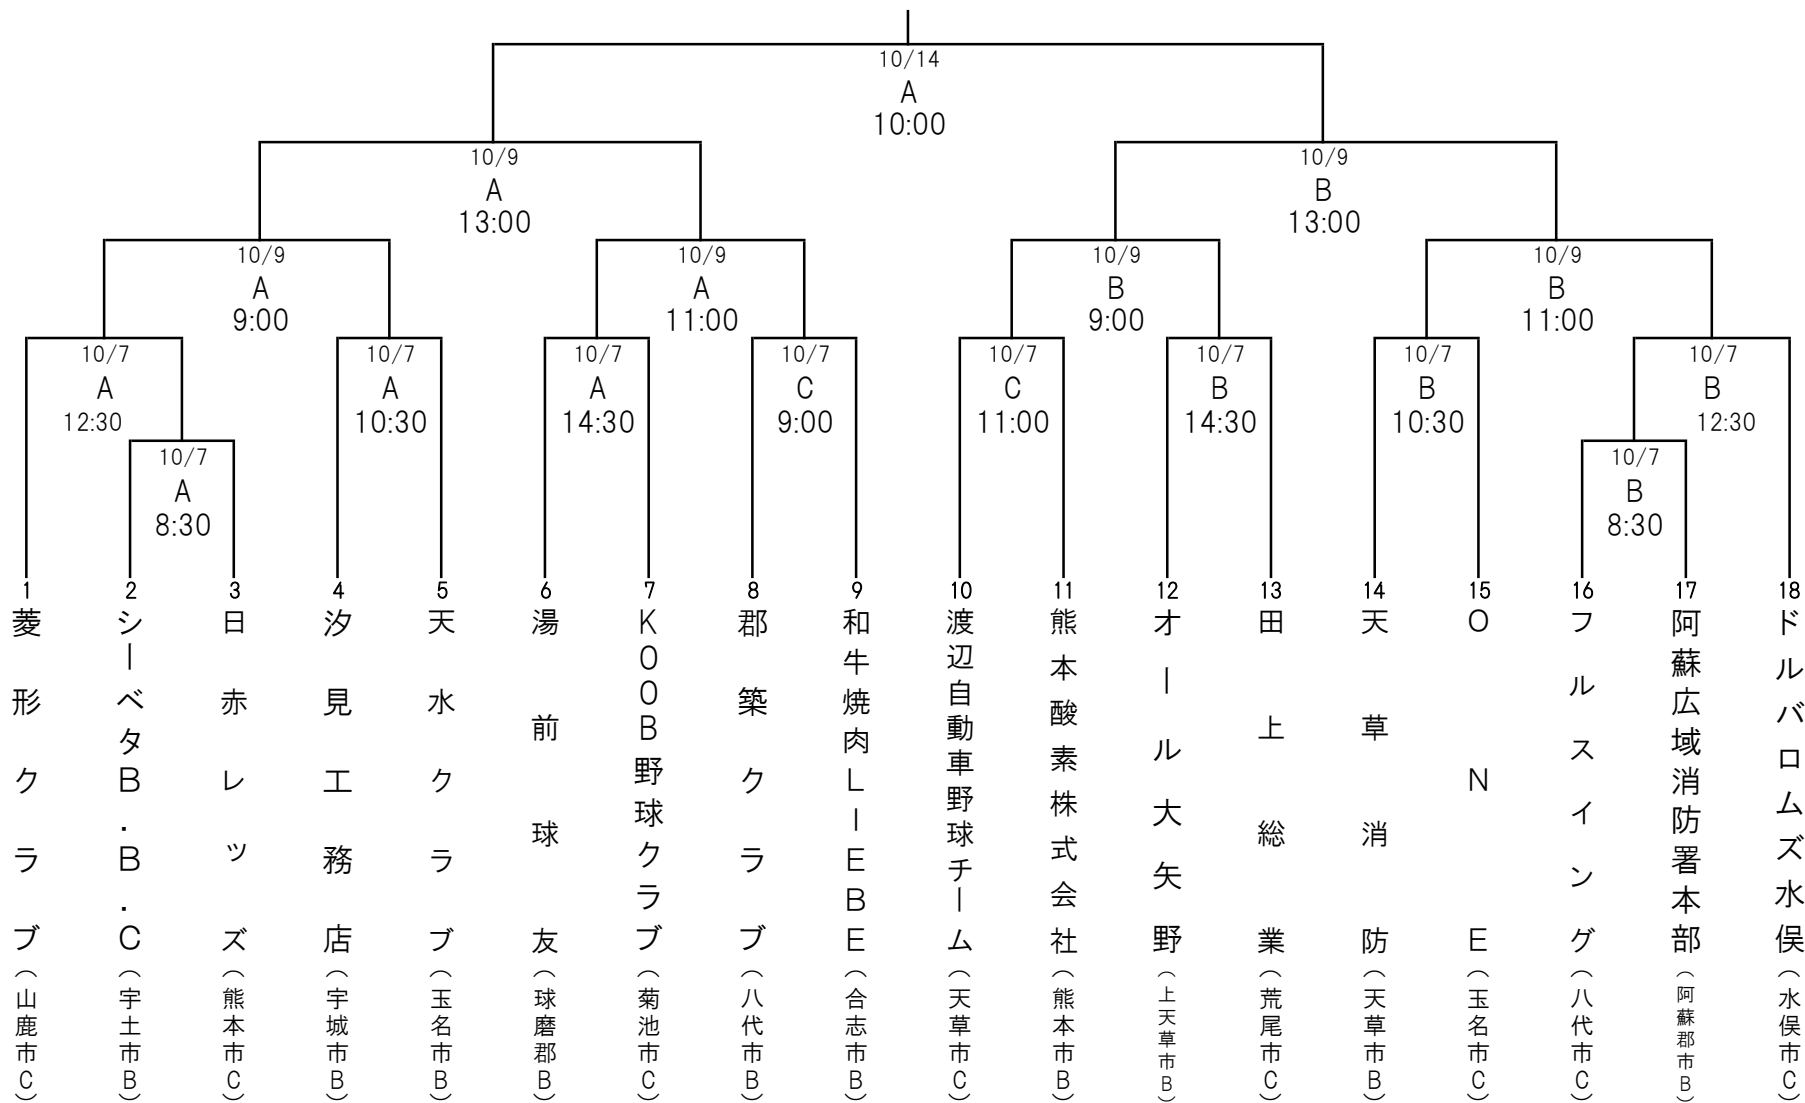 10/14
A
10:00
10/9
A
13:00
10/9
B
13:00
10/9
A
9:00
10/9
A
11:00
10/9
B
9:00
10/9
B
11:00
10/7
A
12:30
10/7
A
10:30
10/7
A
14:30
10/7
C
9:00
10/7
C
11:00
10/7
B
14:30
10/7
B
10:30
10/7
B
12:30
10/7
A
8:30
10/7
B
8:30
1
菱形クラブ(山鹿市C)
2
シーベタB.B.C(宇土市B)
3
日赤レッズ(熊本市C)
4
汐見工務店(宇城市B)
5
天水クラブ(玉名市B)
6
湯前球友(球磨郡B)
7
KOOB野球クラブ(菊池市C)
8
郡築クラブ(八代市B)
9
和牛焼肉LIEBE(合志市B)
10
渡辺自動車野球チーム(天草市C)
11
熊本酸素株式会社(熊本市B)
12
オール大矢野(上天草市B)
13
田上総業(荒尾市C)
14
天草消防(天草市B)
15
ONE(玉名市C)
16
フルスイング(八代市C)
17
阿蘇広域消防署本部(阿蘇郡市B)
18
ドルバロムズ水俣(水俣市C)